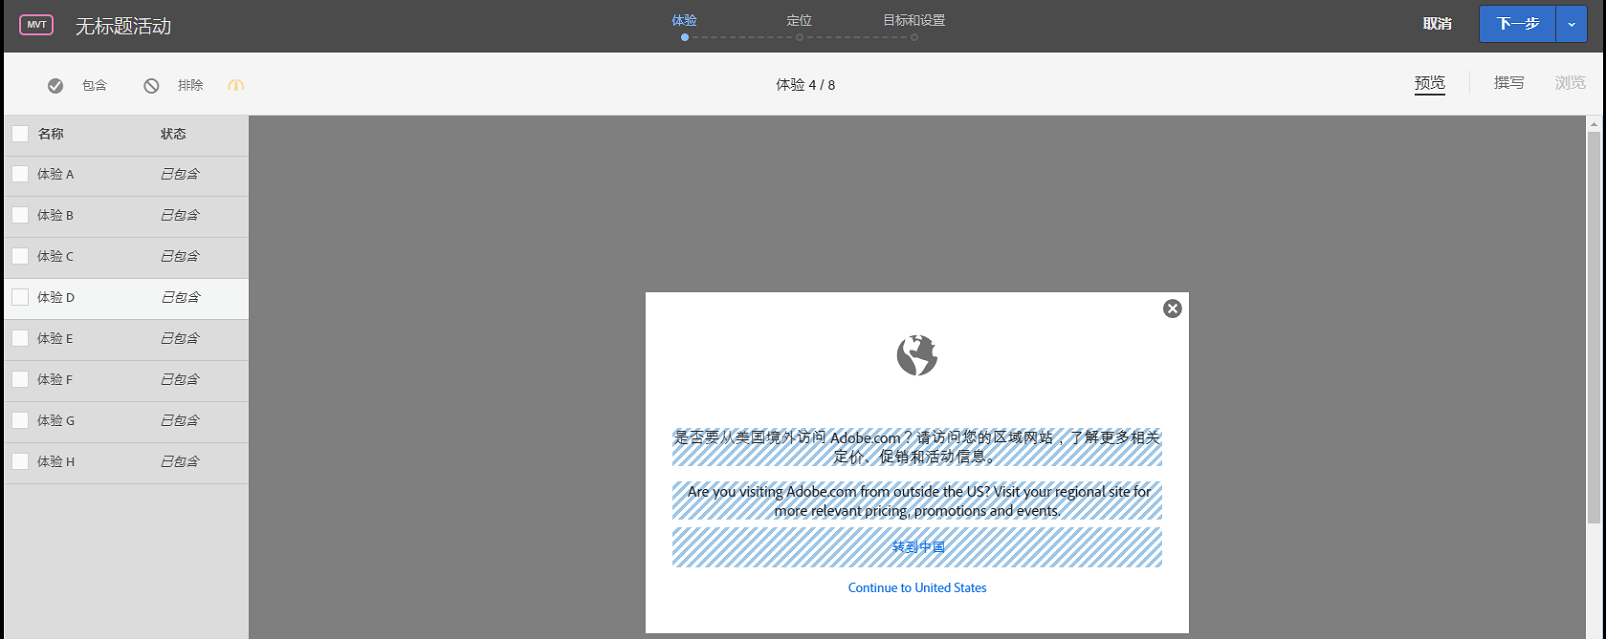 MVT 无标题活动 体验 定位 目标和设置 取消 下一步
包含 排除 体验 4 / 8 预览 撰写 浏览
名称 状态
体验 A 已包含
体验 B 已包含
体验 C 已包含
体验 D 已包含
体验 E 已包含
体验 F 已包含
体验 G 已包含
体验 H 已包含
是否要从美国境外访问 Adobe.com？请访问您的区域网站，了解更多相关
定价、促销和活动信息。
Are you visiting Adobe.com from outside the US? Visit your regional site for
more relevant pricing, promotions and events.
转到中国
Continue to United States